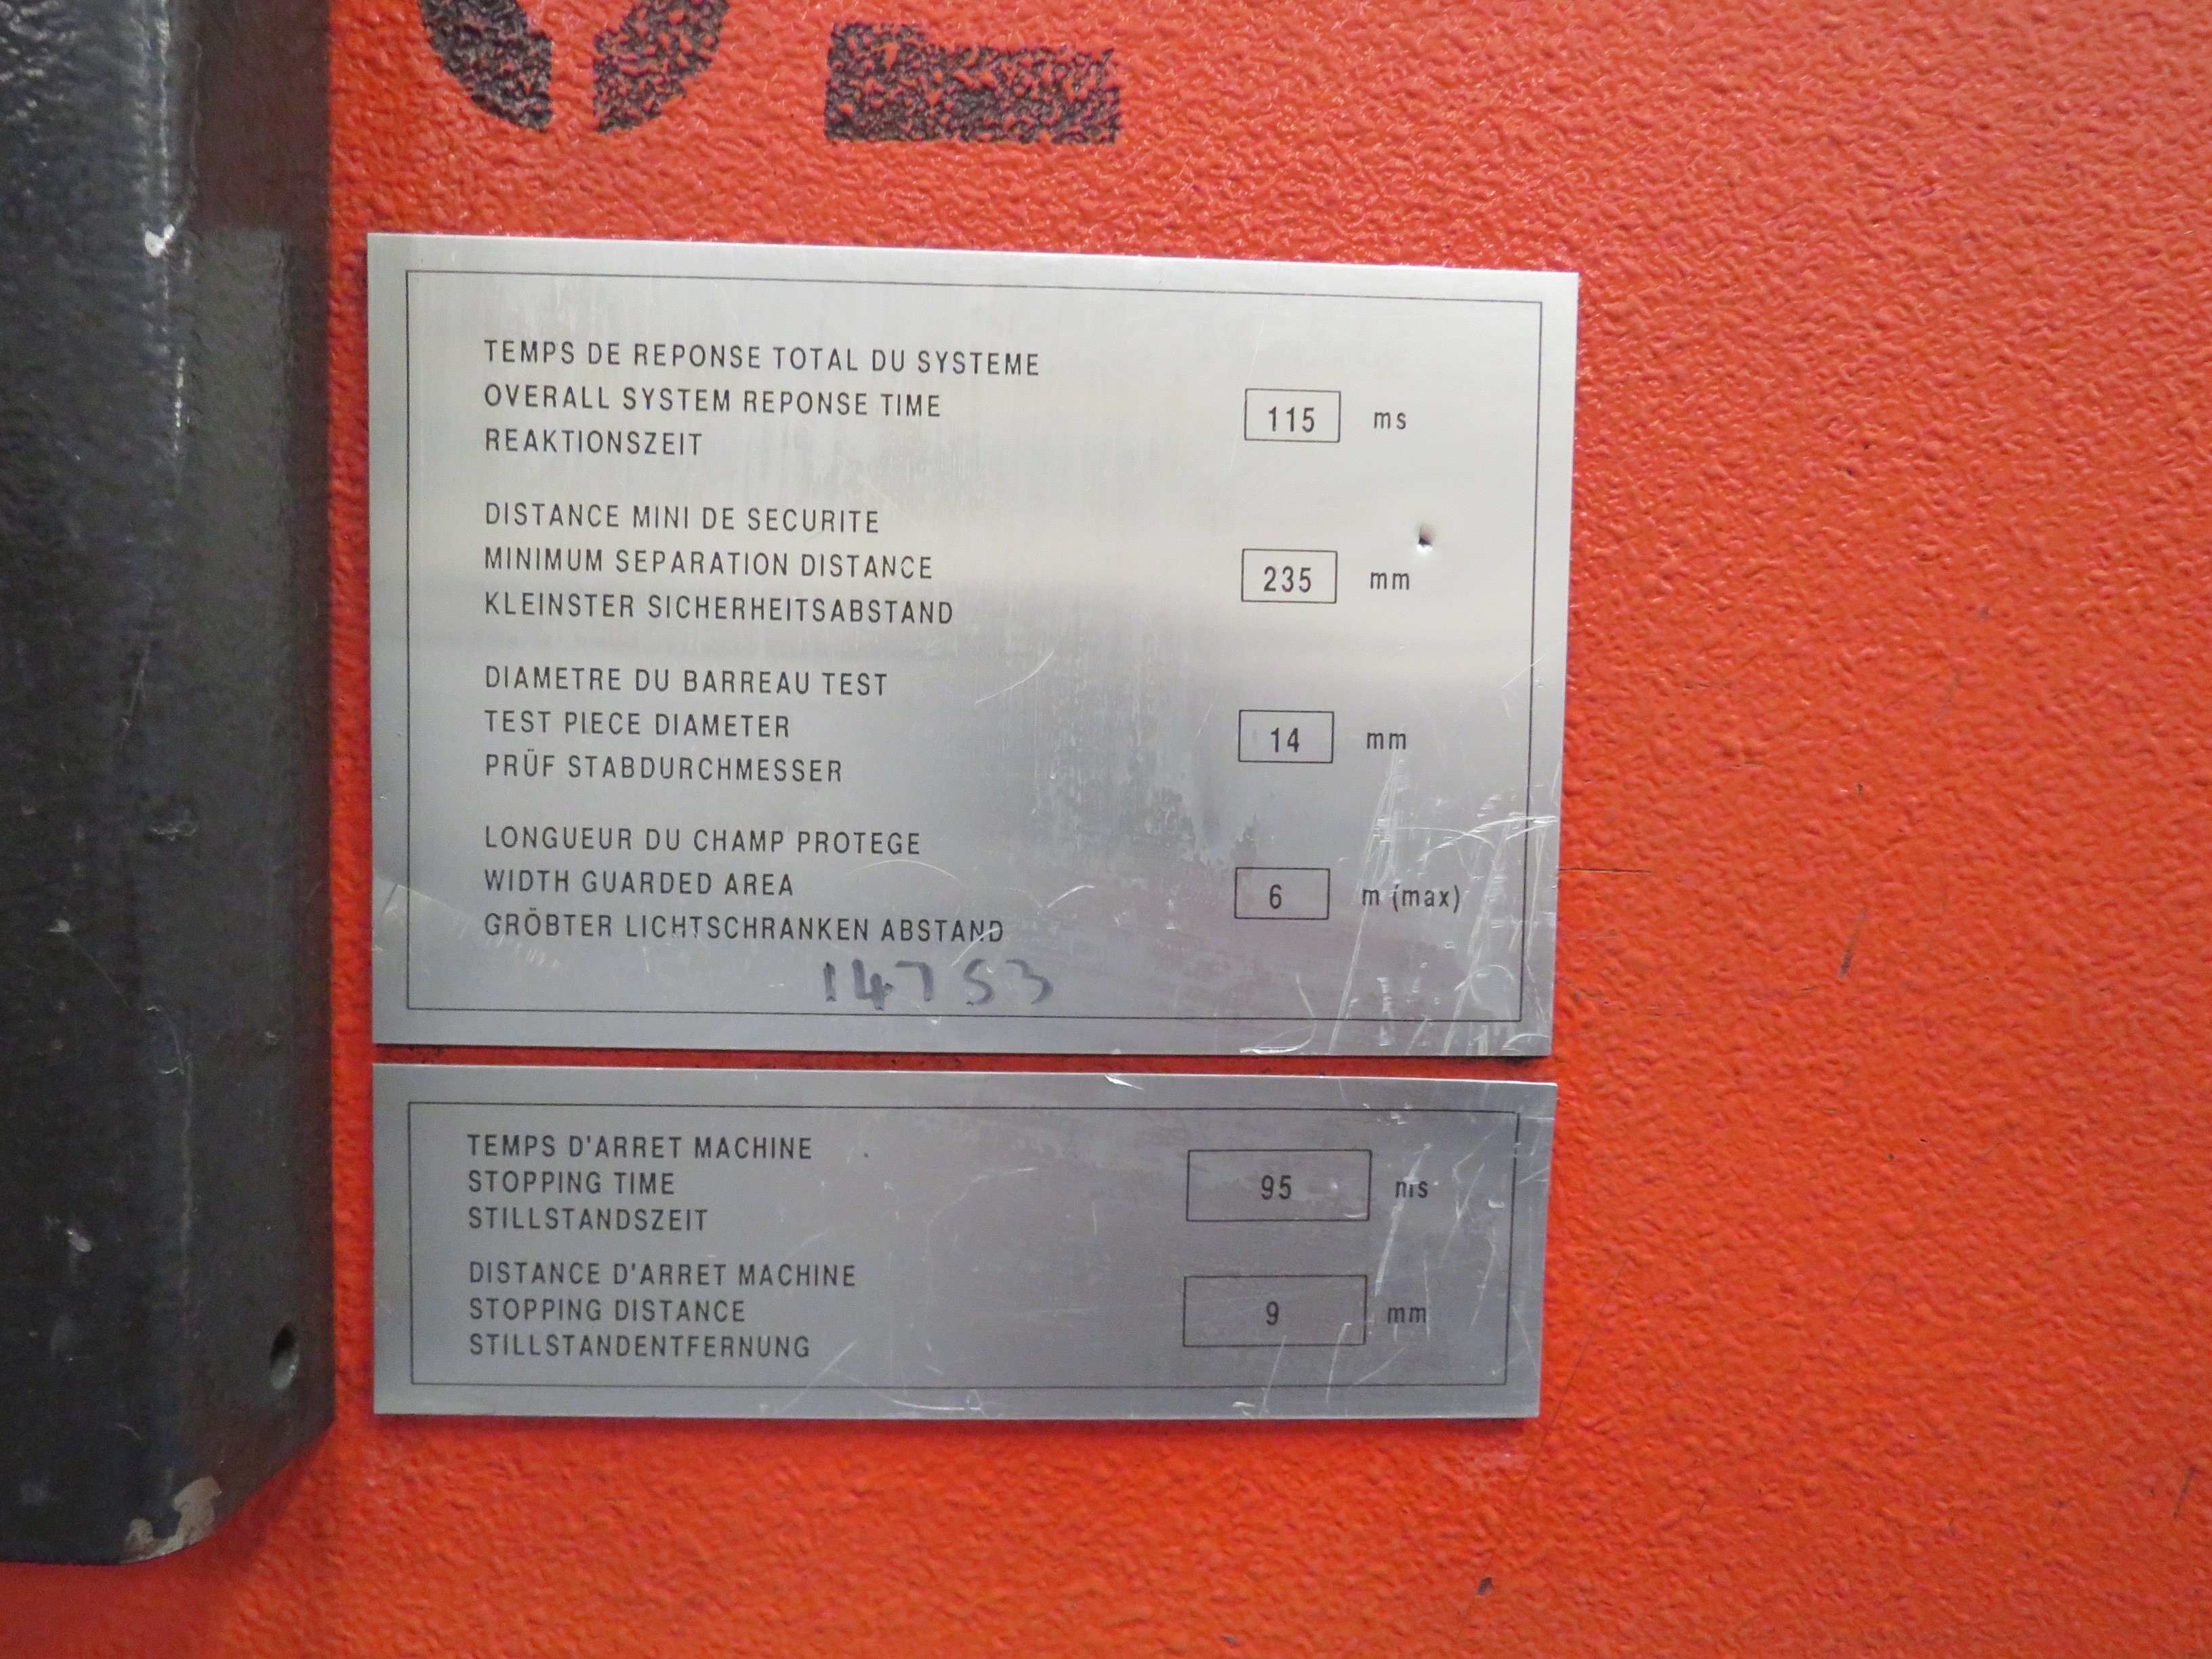 TEMPS DE REPONSE TOTAL DU SYSTEME
OVERALL SYSTEM REPONSE TIME
REAKTIONSZEIT
115 ms
DISTANCE MINI DE SECURITE
MINIMUM SEPARATION DISTANCE
KLEINSTER SICHERHEITSABSTAND
235 mm
DIAMETRE DU BARREAU TEST
TEST PIECE DIAMETER
PRÜF STABDURCHMESSER
14 mm
LONGUEUR DU CHAMP PROTEGE
WIDTH GUARDED AREA
GRÖBTER LICHTSCHRANKEN ABSTAND
6 m (max)
14753
TEMPS D'ARRET MACHINE
STOPPING TIME
STILLSTANDSZEIT
95 ms
DISTANCE D'ARRET MACHINE
STOPPING DISTANCE
STILLSTANDENTFERNUNG
9 mm